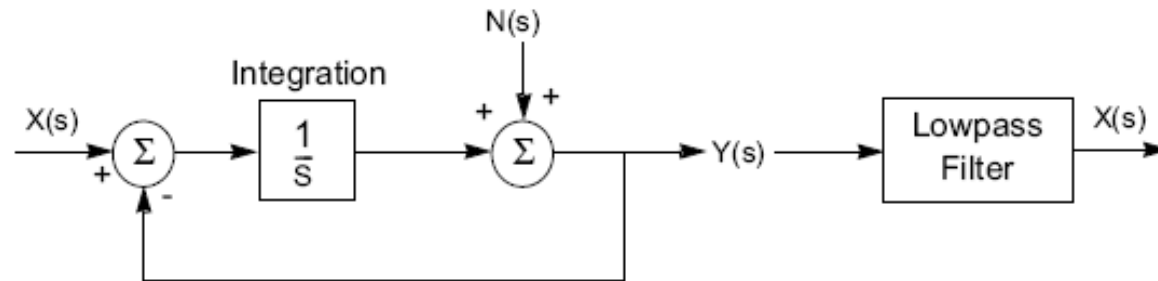 N(s)
Integration
X(s)
+
-
Σ
1
S
+
+
Σ
Y(s)
Lowpass
Filter
X(s)